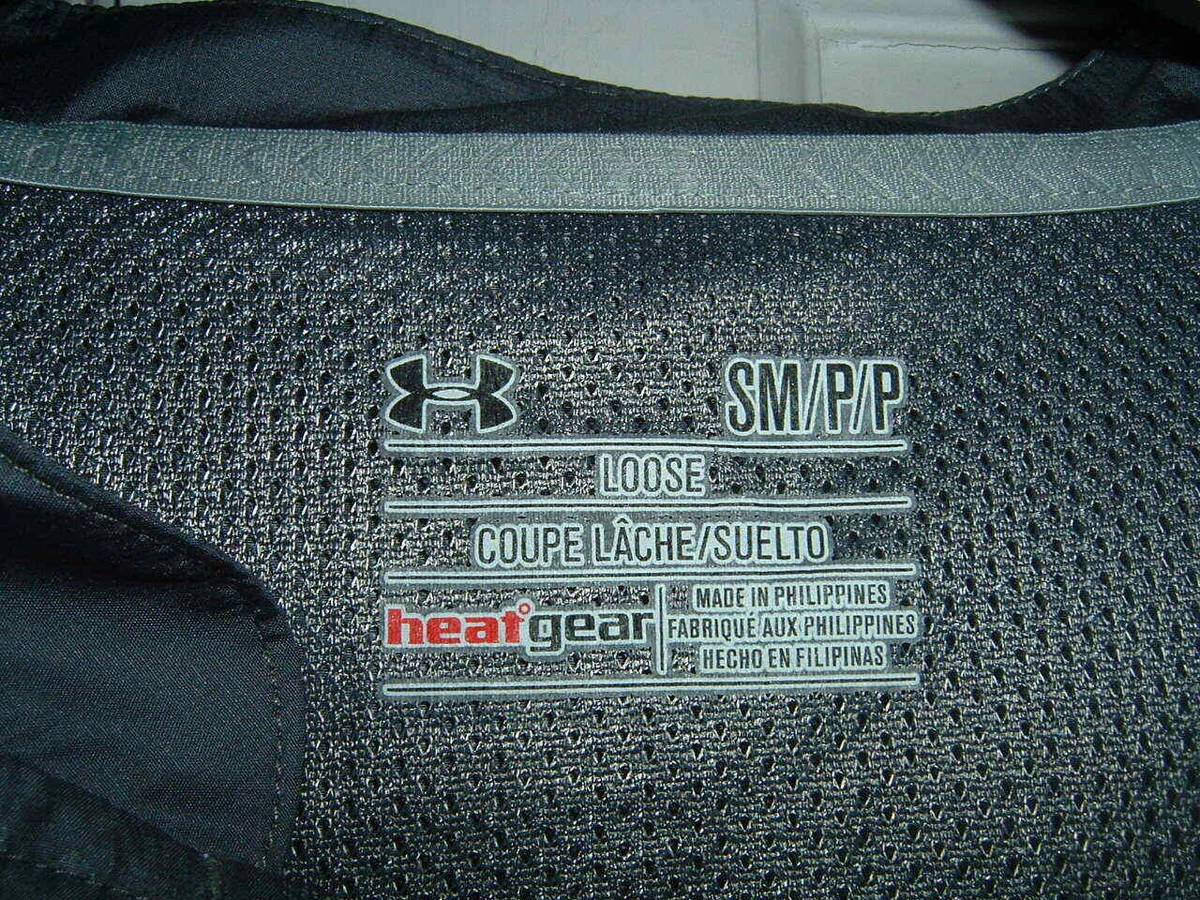 SM/P/P
LOOSE
COUPE LÂCHE/SUELTO
heatgear
MADE IN PHILIPPINES
FABRIQUÉ AUX PHILIPPINES
HECHO EN FILIPINAS